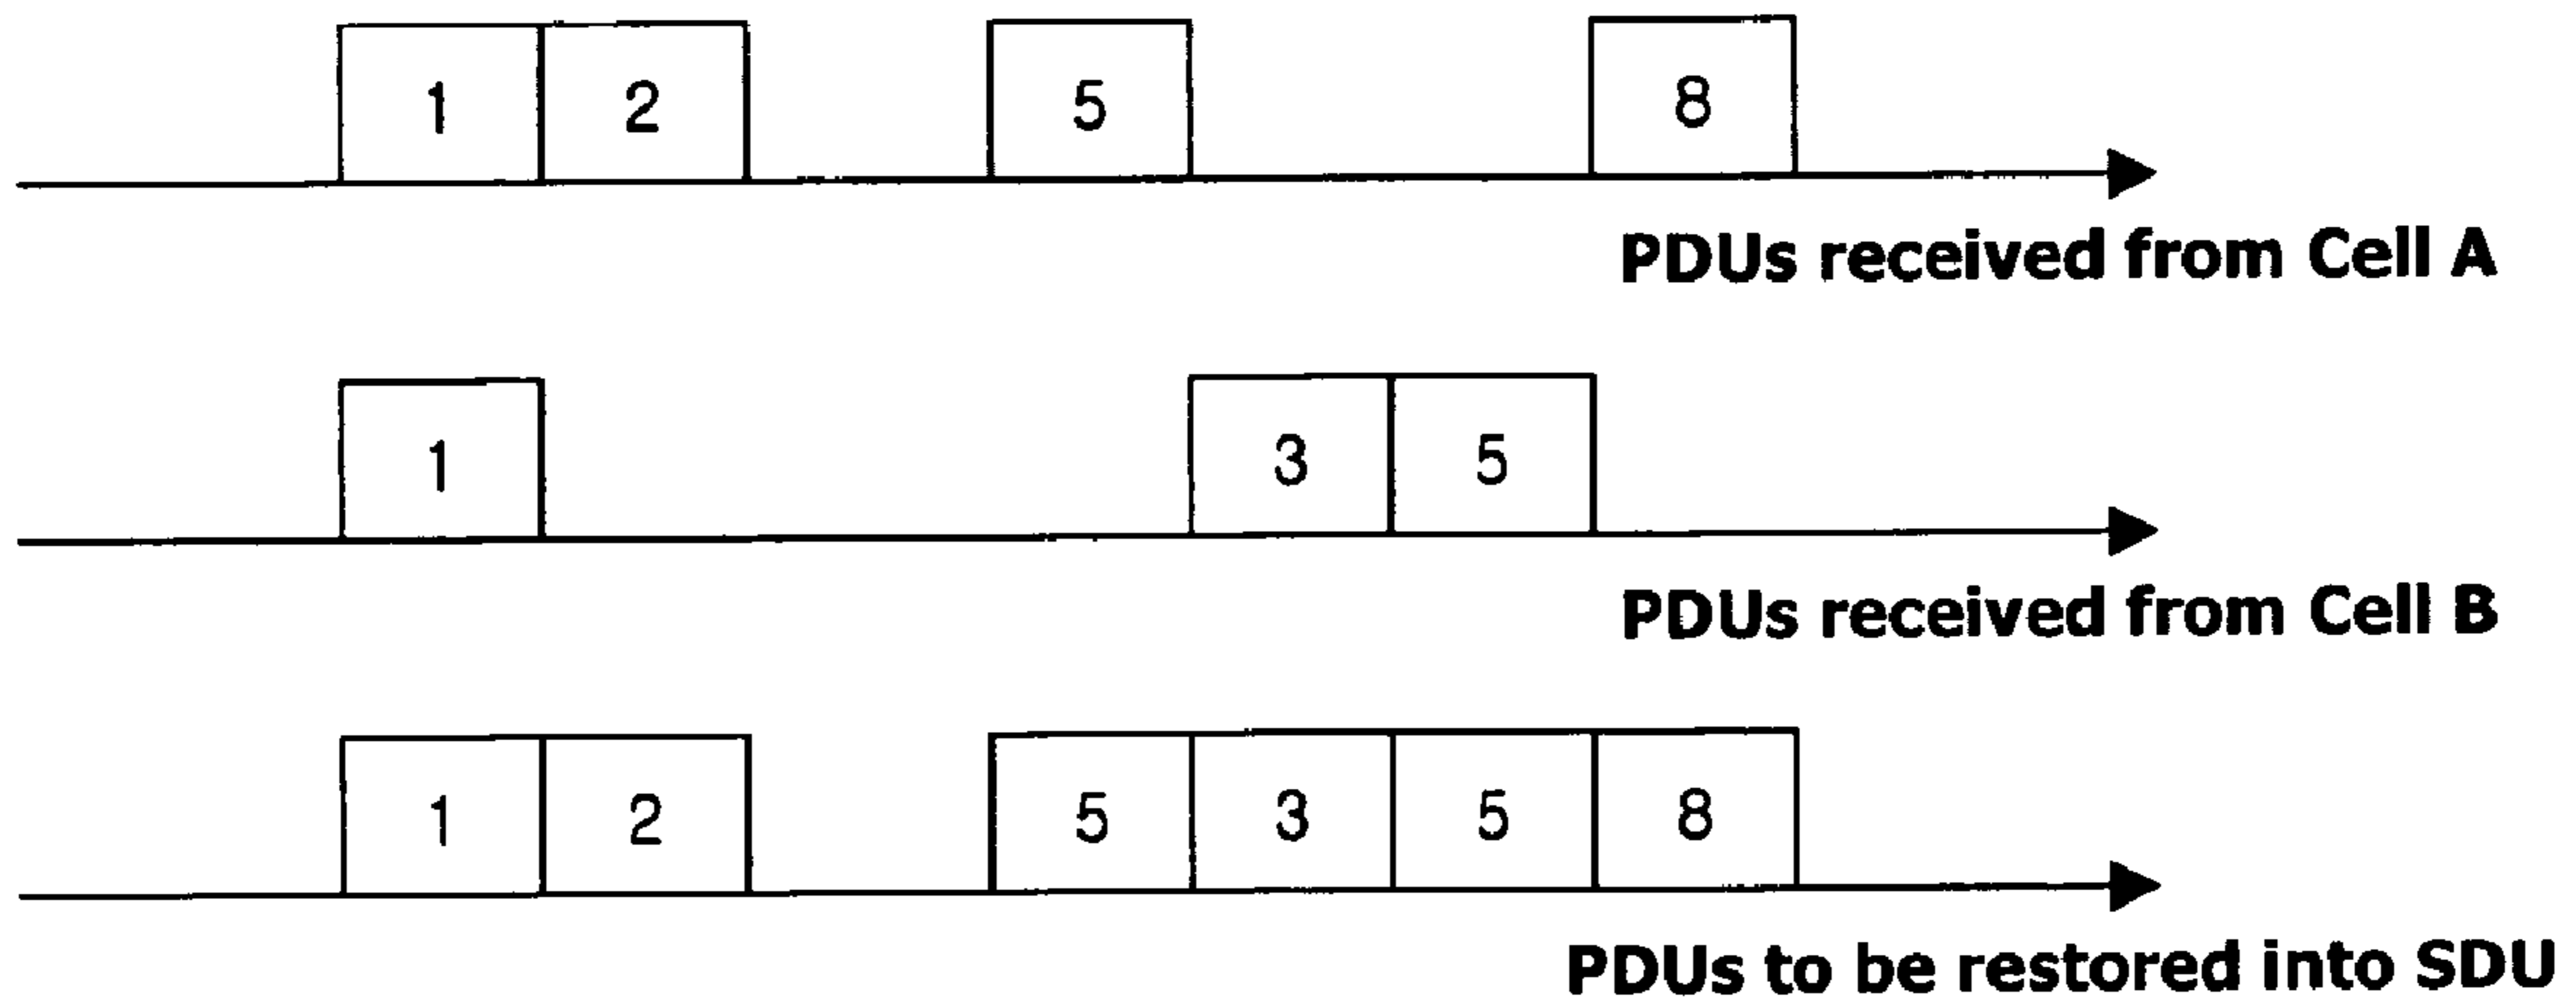 1 2 5 8
PDUs received from Cell A
1 3 5
PDUs received from Cell B
1 2 5 3 5 8
PDUs to be restored into SDU